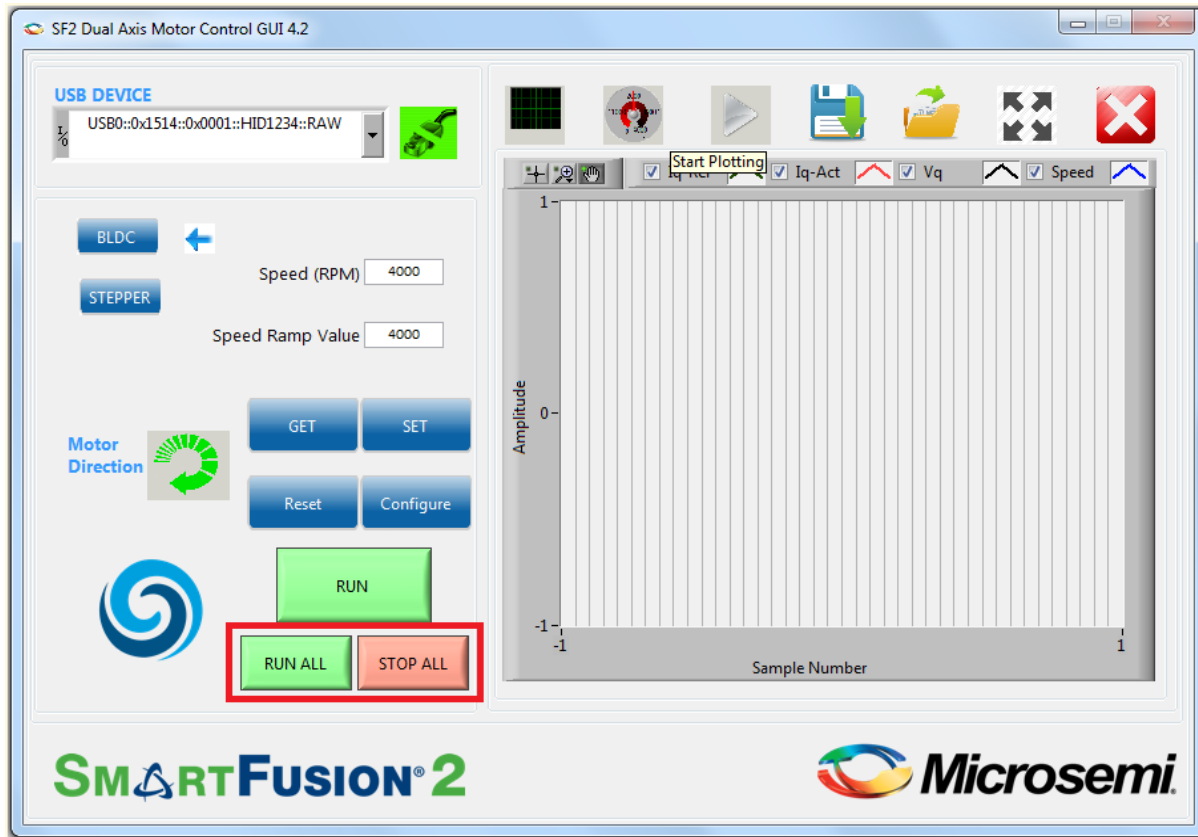 SF2 Dual Axis Motor Control GUI 4.2
USB DEVICE
I/O
USB0::0x1514::0x0001::HID1234::RAW
Start Plotting
Iq-Act
Vq
Speed
BLDC
Speed (RPM) 4000
STEPPER
Speed Ramp Value 4000
Motor
Direction
GET
SET
Reset
Configure
RUN
RUN ALL
STOP ALL
1
0
-1
Amplitude
-1
1
Sample Number
SMARTFUSION® 2
Microsemi.